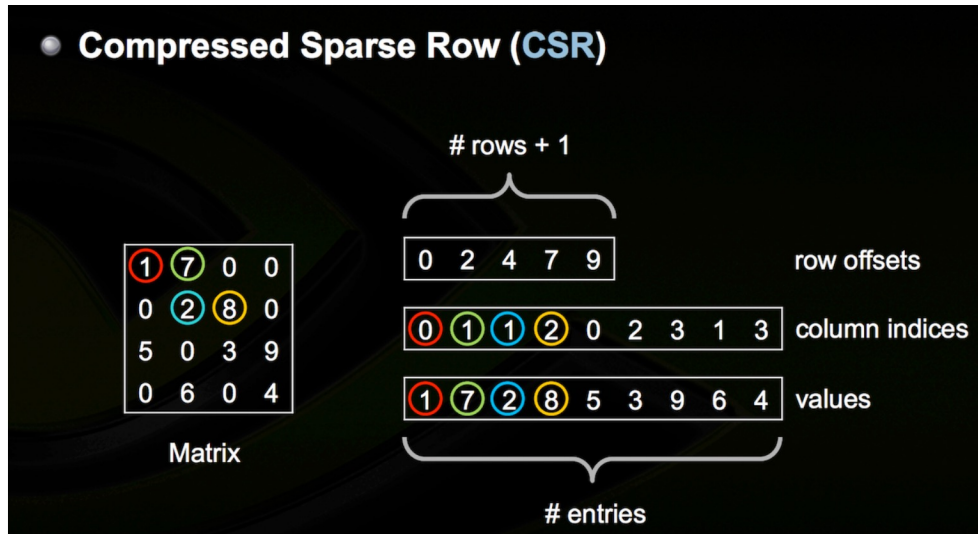 Compressed Sparse Row (CSR)
# rows + 1
0 2 4 7 9 row offsets
0 1 1 2 0 2 3 1 3 column indices
1 7 2 8 5 3 9 6 4 values
# entries
1 7 0 0
0 2 8 0
5 0 3 9
0 6 0 4
Matrix